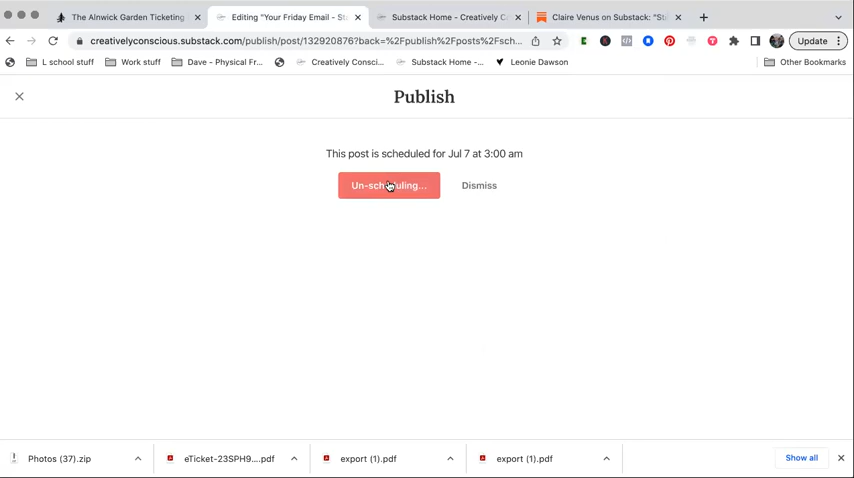 The Alnwick Garden Ticketing
Editing "Your Friday Email - St
Substack Home - Creatively C
Claire Venus on Substack: "St
creativelyconscious.substack.com/publish/post/132920876?back=%2Fpublish%2Fposts%2Fsch...
Update
L school stuff
Work stuff
Dave - Physical Fr...
Creatively Consci...
Substack Home -...
Leonie Dawson
Other Bookmarks
Publish
This post is scheduled for Jul 7 at 3:00 am
Un-scheduling...
Dismiss
Photos (37).zip
eTicket-23SPH9....pdf
export (1).pdf
export (1).pdf
Show all